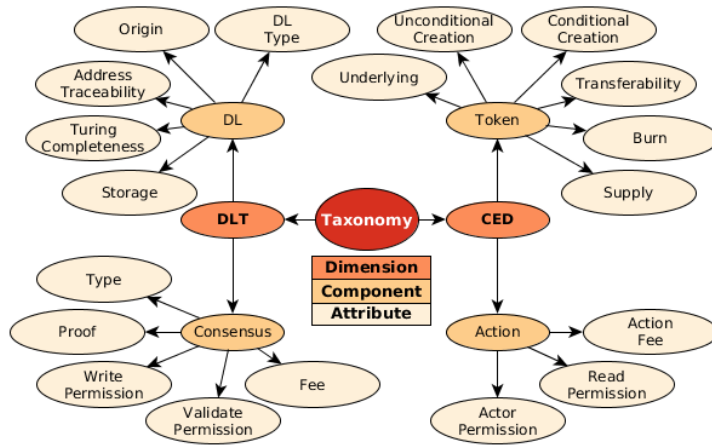 Origin
DL
Type
Unconditional
Creation
Conditional
Creation
Address
Traceability
Underlying
Transferability
Turing
Completeness
DL
Token
Burn
Storage
Supply
DLT
Taxonomy
CED
Dimension
Component
Attribute
Type
Proof
Consensus
Action
Action
Fee
Write
Permission
Fee
Read
Permission
Validate
Permission
Actor
Permission